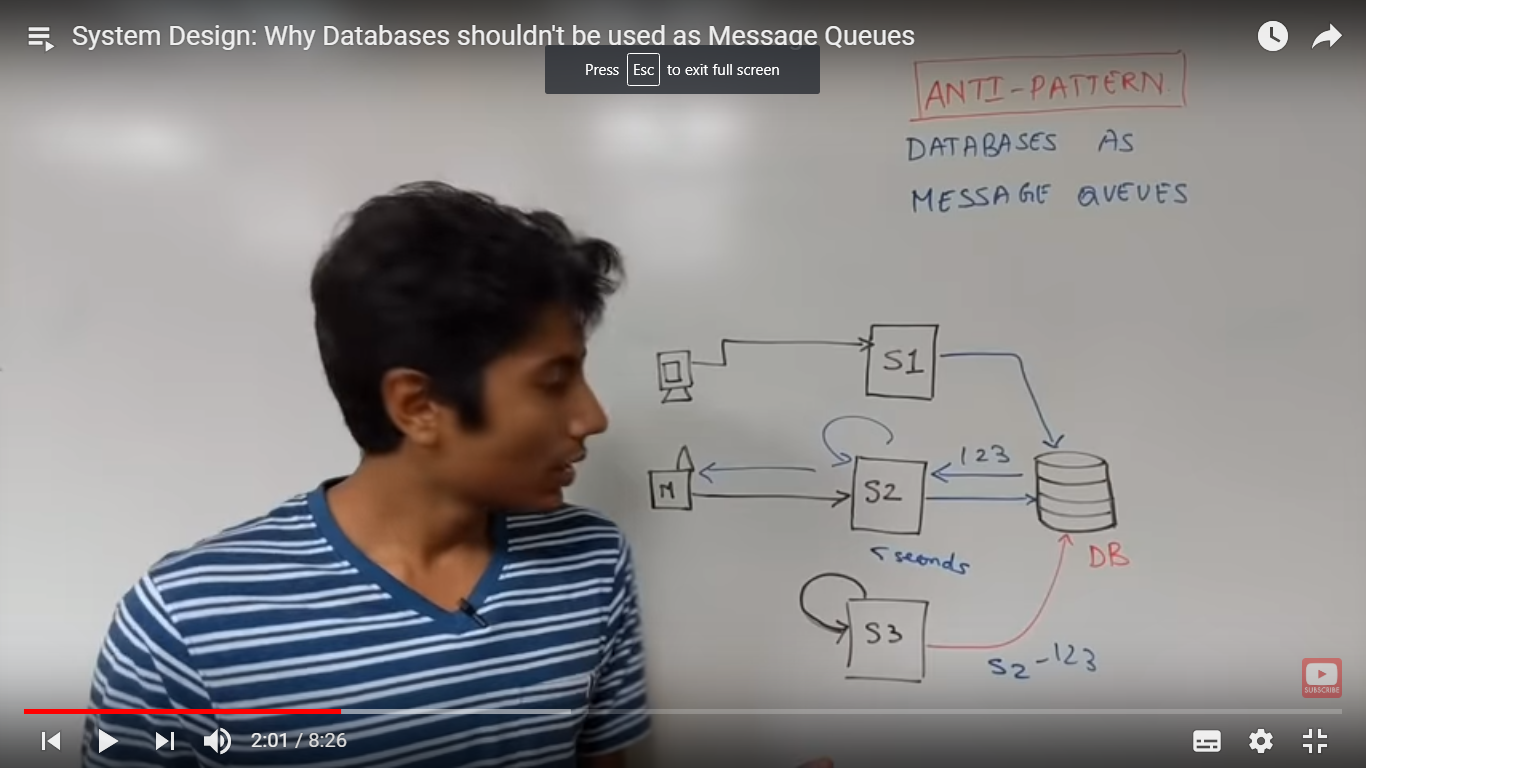 System Design: Why Databases shouldn't be used as Message Queues
Press Esc to exit full screen
ANTI-PATTERN.
DATABASES AS
MESSAGE QUEUES
S1
123
M
S2
5 seconds
DB
S3
S2-123
SUBSCRIBE
2:01 / 8:26